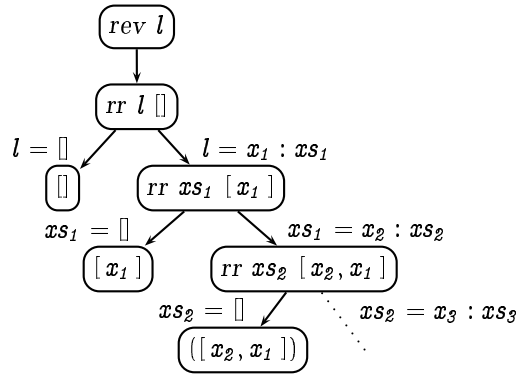 rev l
rr l []
l = []
l = x₁ : xs₁
[]
rr xs₁ [ x₁ ]
xs₁ = []
xs₁ = x₂ : xs₂
[ x₁ ]
rr xs₂ [ x₂ , x₁ ]
xs₂ = []
xs₂ = x₃ : xs₃
([ x₂ , x₁ ])